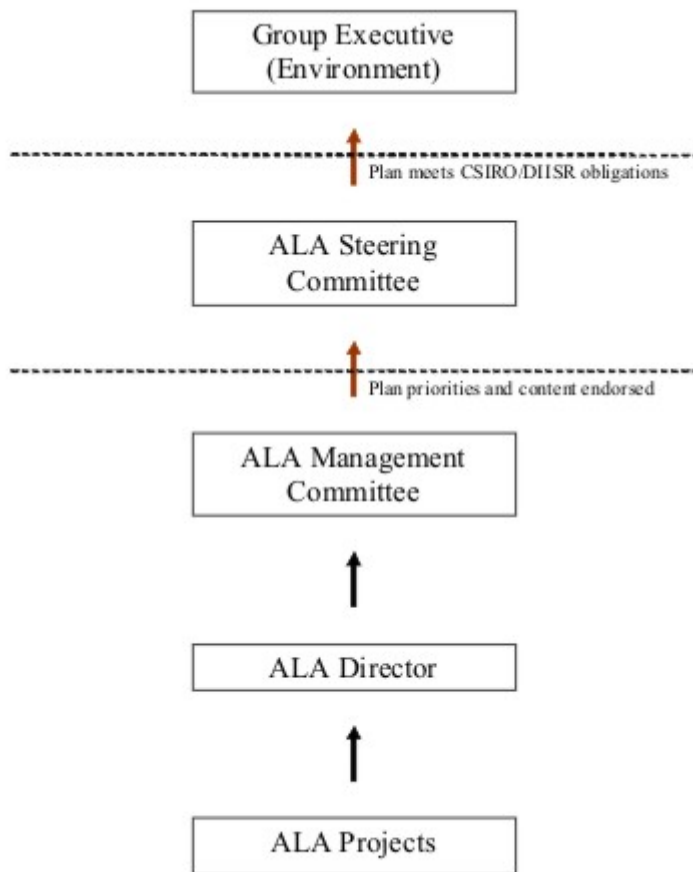 Group Executive
(Environment)
Plan meets CSIRO/DIISR obligations
ALA Steering
Committee
Plan priorities and content endorsed
ALA Management
Committee
ALA Director
ALA Projects